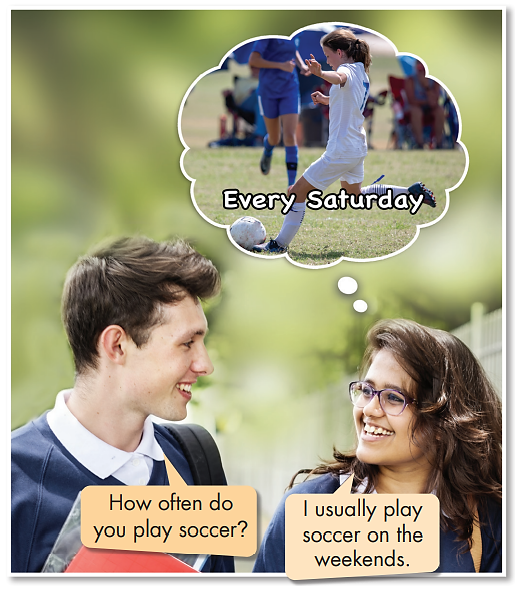 Every Saturday
How often do
you play soccer?
I usually play
soccer on the
weekends.